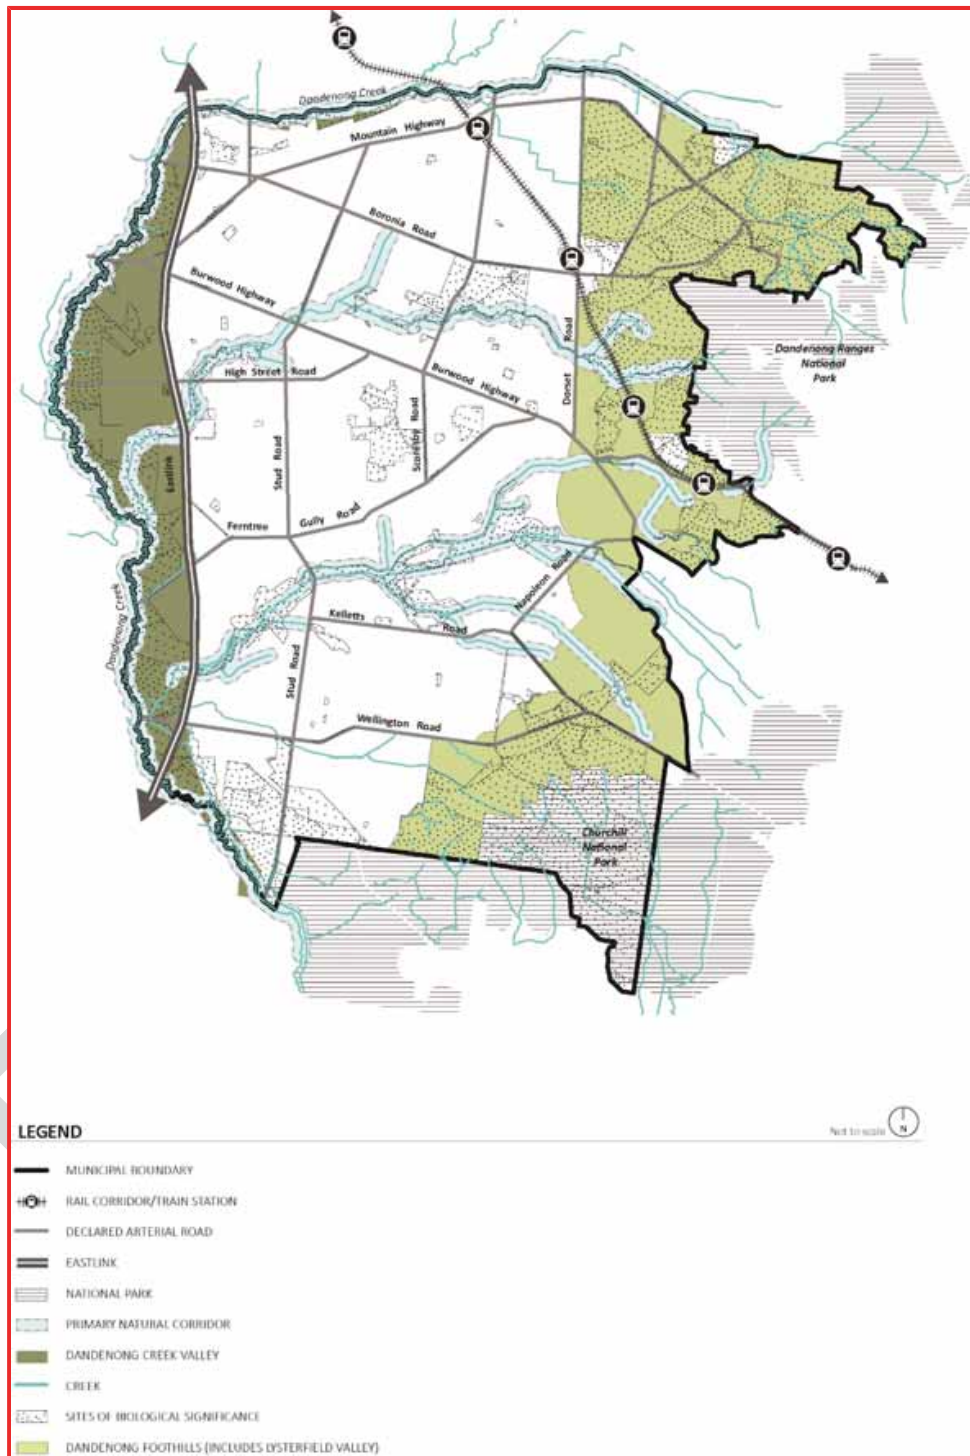 Dandenong Creek
Mountain Highway
Boronia Road
Burwood Highway
Dandenong Ranges
National
Park
Road
Dorset
High Street Road
Burwood Highway
Scoresby Road
Stud Road
Eastlink
Ferntree Gully Road
Napoleon Road
Dandenong Creek
Kelletts Road
Stud Road
Wellington Road
Churchill
National
Park
LEGEND
Not to scale
N
MUNICIPAL BOUNDARY
RAIL CORRIDOR/TRAIN STATION
DECLARED ARTERIAL ROAD
EASTLINK
NATIONAL PARK
PRIMARY NATURAL CORRIDOR
DANDENONG CREEK VALLEY
CREEK
SITES OF BIOLOGICAL SIGNIFICANCE
DANDENONG FOOTHILLS (INCLUDES LYSTERFIELD VALLEY)